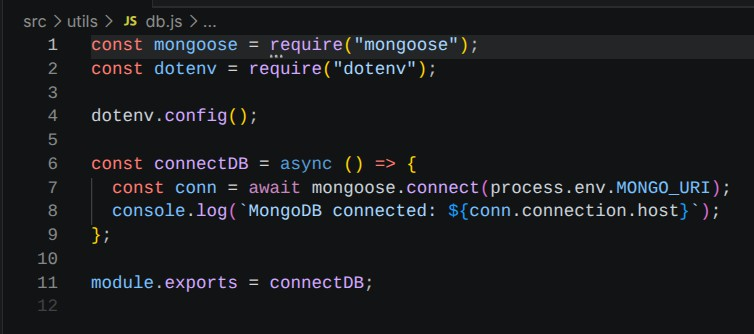 src > utils > JS db.js > ...
1 const mongoose = require("mongoose");
2 const dotenv = require("dotenv");
3
4 dotenv.config();
5
6 const connectDB = async () => {
7   const conn = await mongoose.connect(process.env.MONGO_URI);
8   console.log(`MongoDB connected: ${conn.connection.host}`);
9 };
10
11 module.exports = connectDB;
12